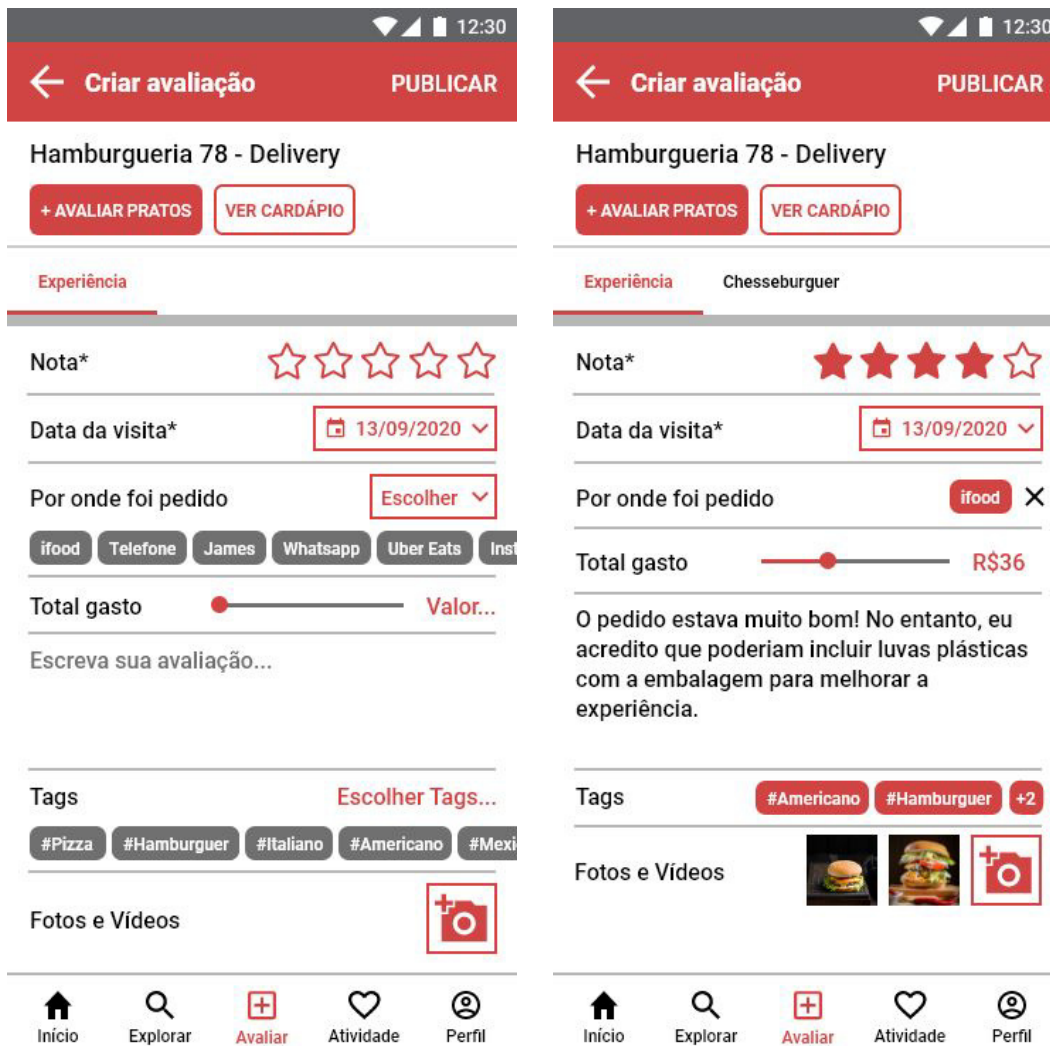 12:30
Criar avaliação
PUBLICAR
Hamburgueria 78 - Delivery
+ AVALIAR PRATOS
VER CARDÁPIO
Experiência
Nota*
Data da visita*
13/09/2020
Por onde foi pedido
Escolher
ifood
Telefone
James
Whatsapp
Uber Eats
Inst
Total gasto
Valor...
Escreva sua avaliação...
Tags
Escolher Tags...
#Pizza
#Hamburguer
#Italiano
#Americano
#Mexi
Fotos e Vídeos
Início
Explorar
Avaliar
Atividade
Perfil
12:30
Criar avaliação
PUBLICAR
Hamburgueria 78 - Delivery
+ AVALIAR PRATOS
VER CARDÁPIO
Experiência
Chesseburguer
Nota*
Data da visita*
13/09/2020
Por onde foi pedido
ifood
Total gasto
R$36
O pedido estava muito bom! No entanto, eu
acredito que poderiam incluir luvas plásticas
com a embalagem para melhorar a
experiência.
Tags
#Americano
#Hamburguer
+2
Fotos e Vídeos
Início
Explorar
Avaliar
Atividade
Perfil